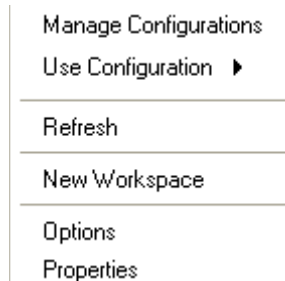 Manage Configurations
Use Configuration
Refresh
New Workspace
Options
Properties